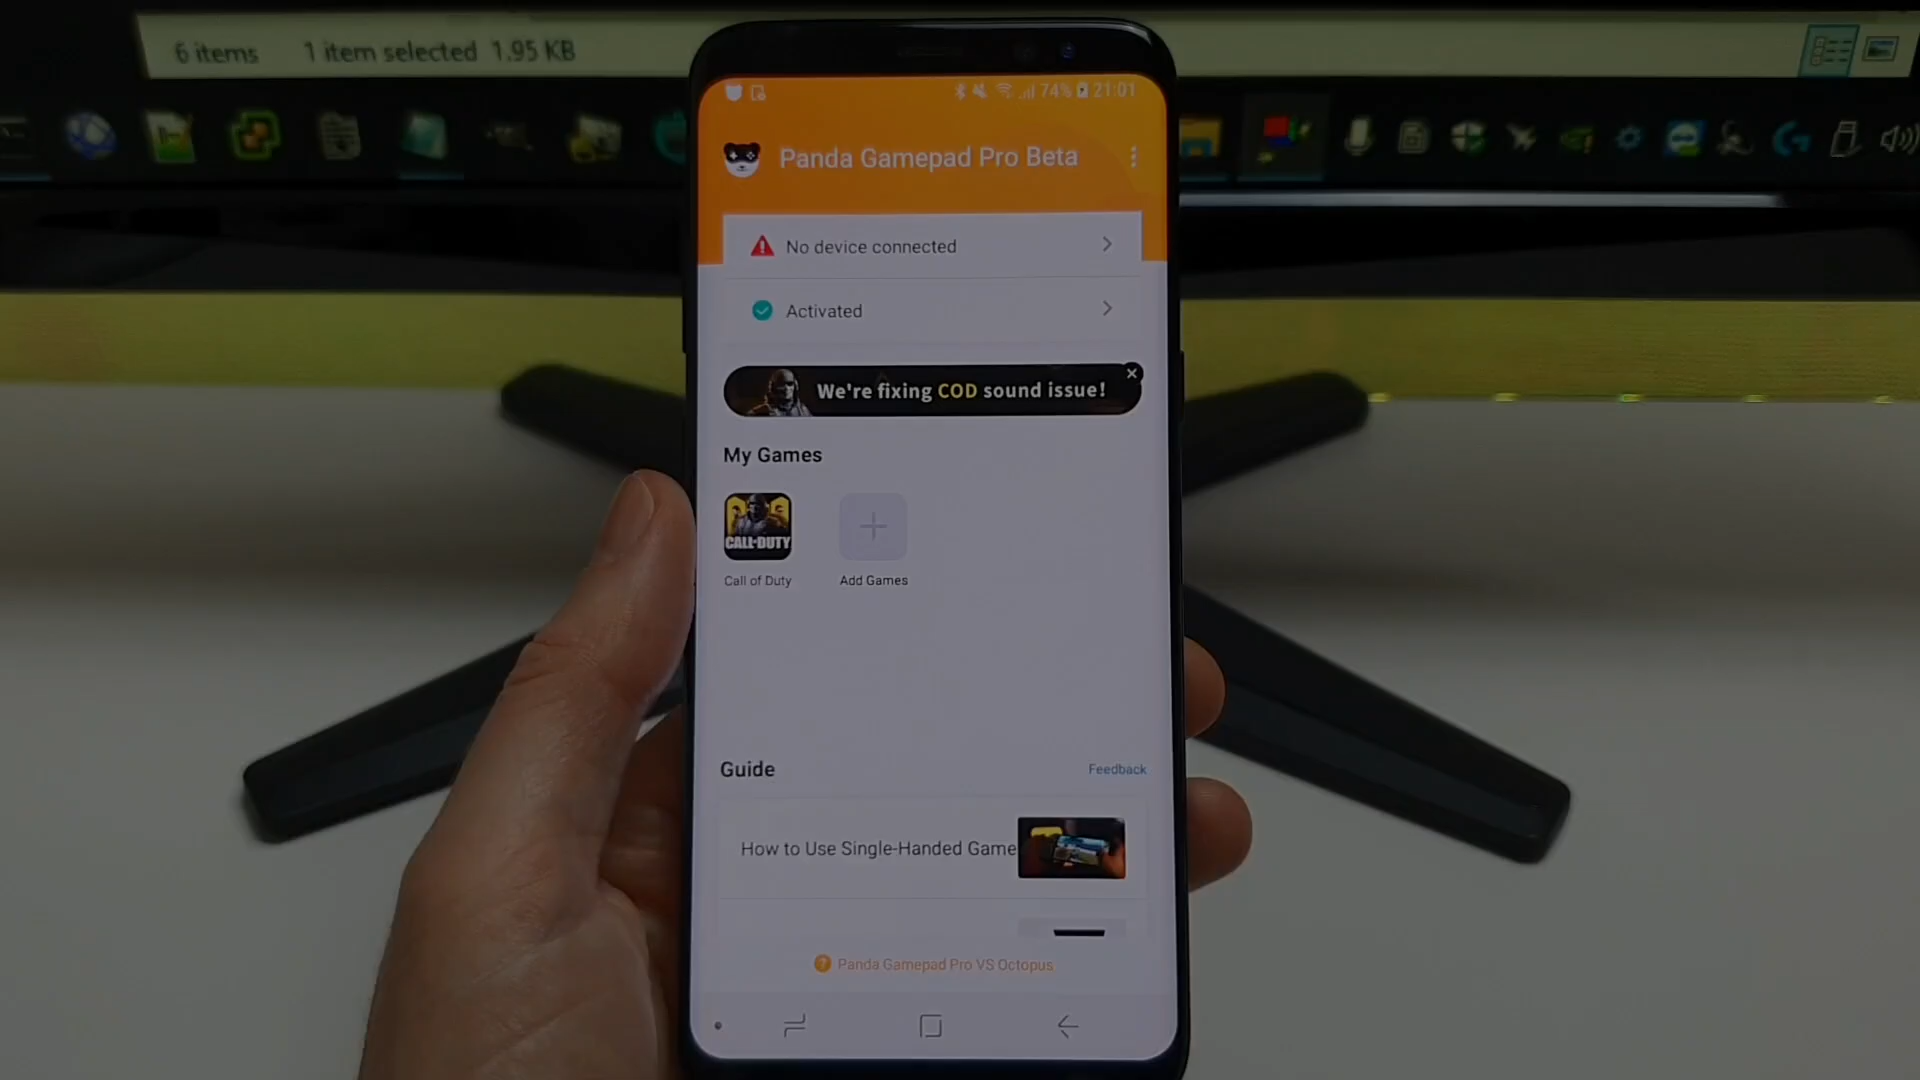 6 items 1 item selected 1.95 KB
74% 21:01
Panda Gamepad Pro Beta
No device connected
Activated
We're fixing COD sound issue!
My Games
CALL·DUTY
Call of Duty
Add Games
Guide
Feedback
How to Use Single-Handed Game
Panda Gamepad Pro VS Octopus